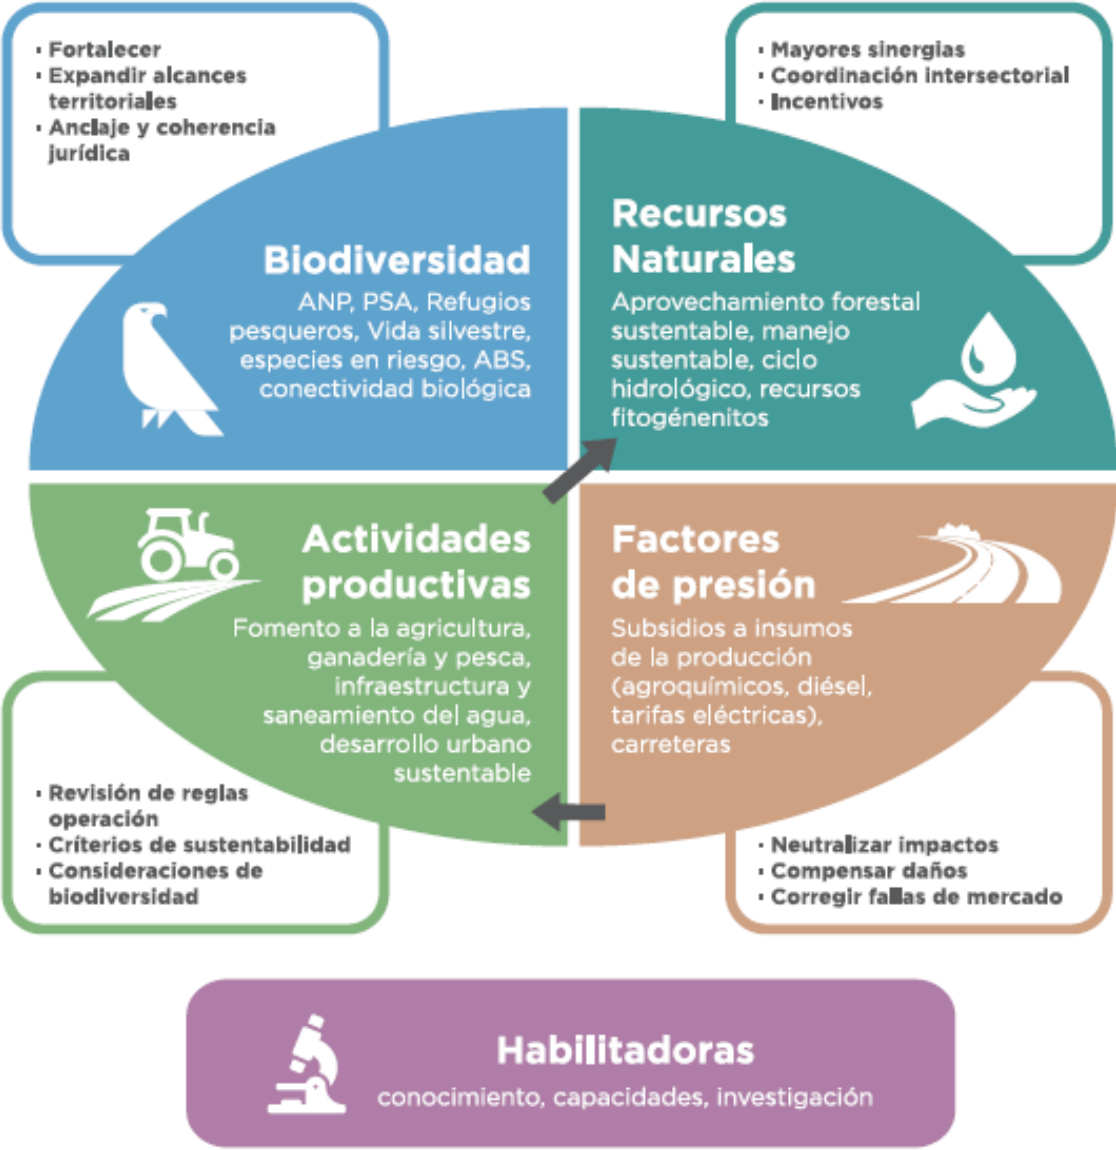 · Fortalecer
· Expandir alcances
territoriales
· Anclaje y coherencia
jurídica
· Mayores sinergias
· Coordinación intersectorial
· Incentivos
Biodiversidad
ANP, PSA, Refugios
pesqueros, Vida silvestre,
especies en riesgo, ABS,
conectividad biológica
Recursos
Naturales
Aprovechamiento forestal
sustentable, manejo
sustentable, ciclo
hidrológico, recursos
fitogénenitos
Actividades
productivas
Fomento a la agricultura,
ganadería y pesca,
infraestructura y
saneamiento del agua,
desarrollo urbano
sustentable
Factores
de presión
Subsidios a insumos
de la producción
(agroquímicos, diésel,
tarifas eléctricas),
carreteras
· Revisión de reglas
operación
· Críterios de sustentabilidad
· Consideraciones de
biodiversidad
· Neutralizar impactos
· Compensar daños
· Corregir fallas de mercado
Habilitadoras
conocimiento, capacidades, investigación